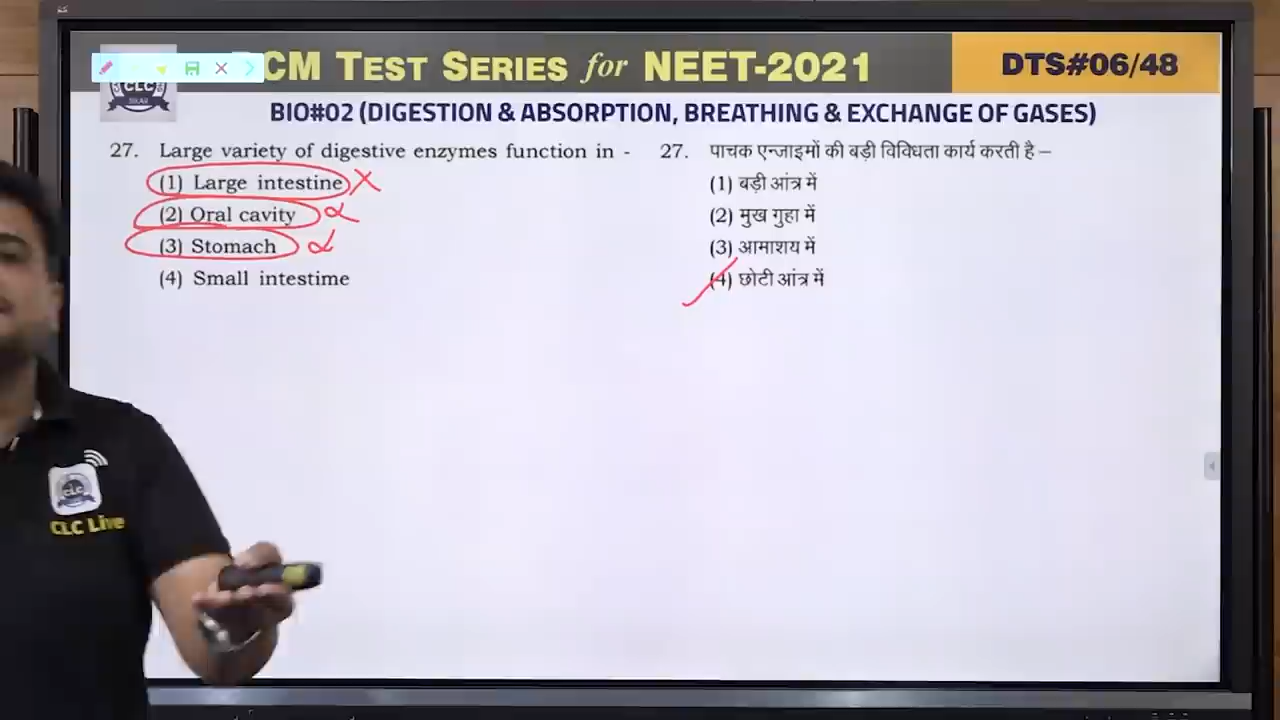 CM TEST SERIES for NEET-2021
DTS#06/48
CLC
SIKAR
BIO#02 (DIGESTION & ABSORPTION, BREATHING & EXCHANGE OF GASES)
27. Large variety of digestive enzymes function in -
(1) Large intestine
(2) Oral cavity
(3) Stomach
(4) Small intestime
27. पाचक एन्जाइमों की बड़ी विविधता कार्य करती है –
(1) बड़ी आंत्र में
(2) मुख गुहा में
(3) आमाशय में
(4) छोटी आंत्र में
CLC
CLC Live